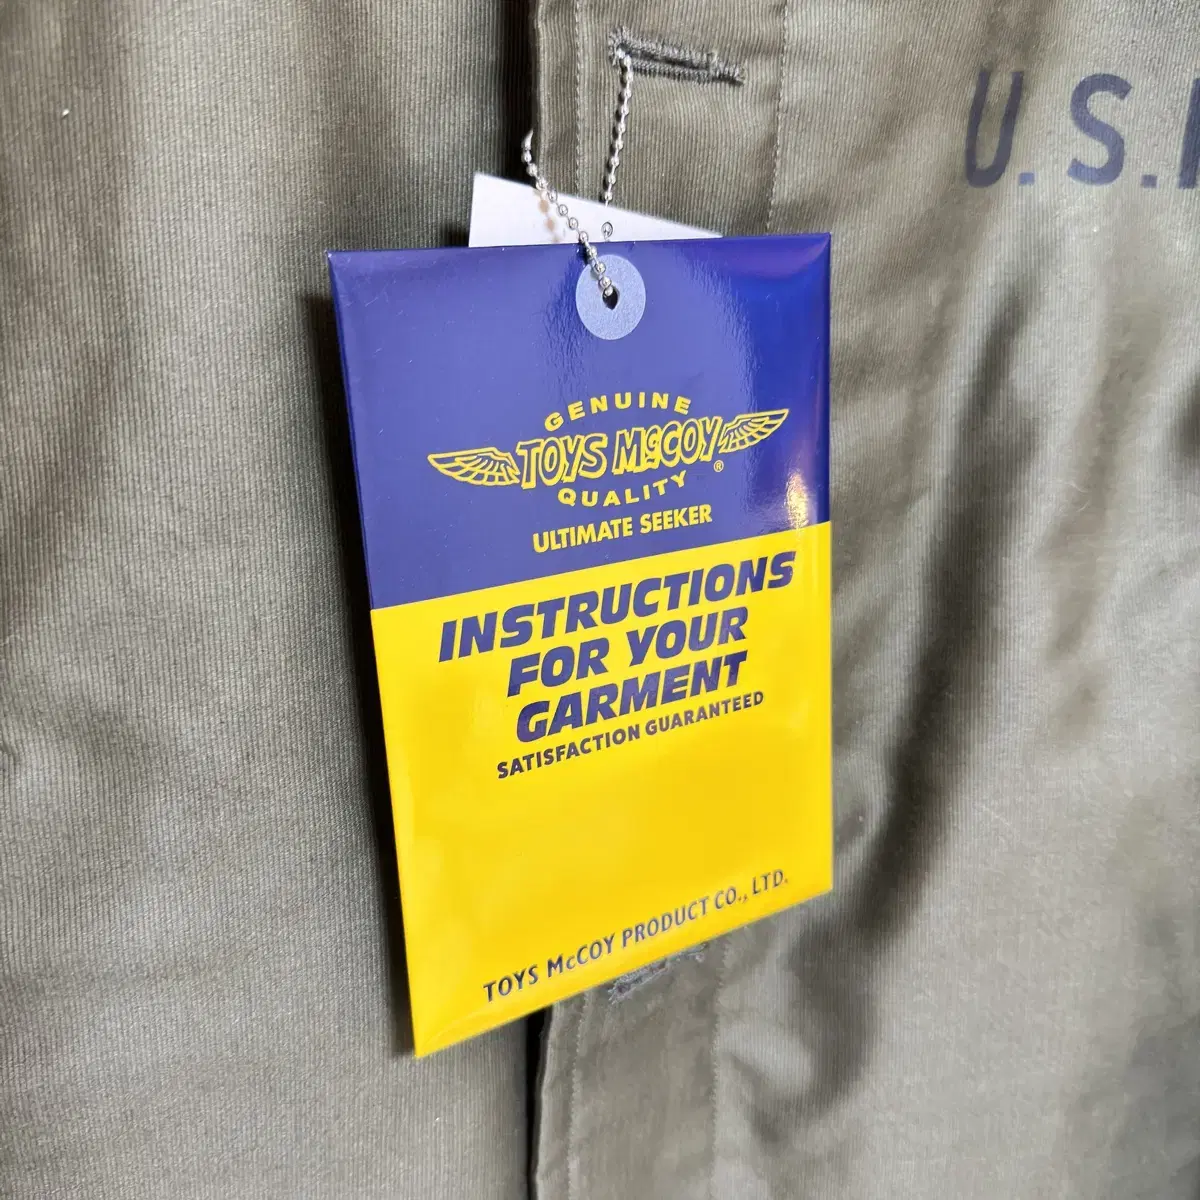 U.S.
GENUINE
TOYS McCOY®
QUALITY
ULTIMATE SEEKER
INSTRUCTIONS
FOR YOUR
GARMENT
SATISFACTION GUARANTEED
TOYS McCOY PRODUCT CO., LTD.